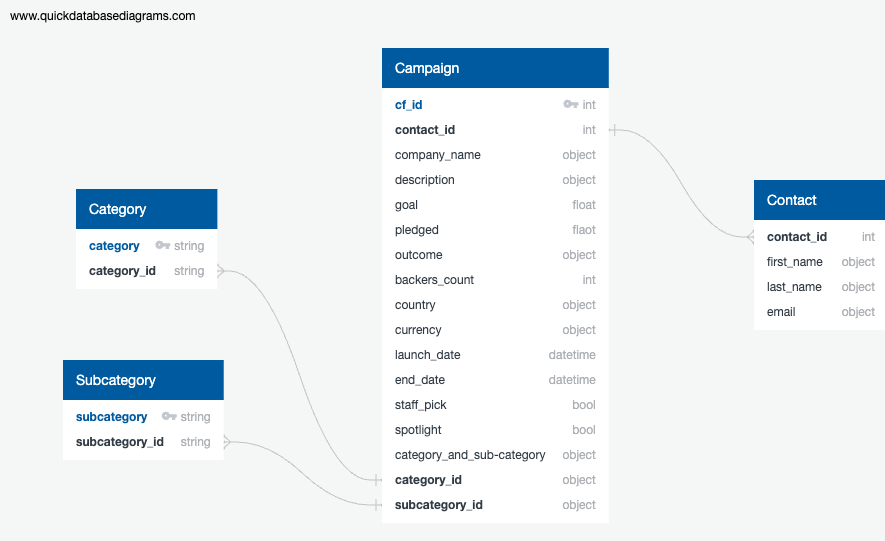 www.quickdatabasediagrams.com
Campaign
cf_id int
contact_id int
company_name object
description object
goal float
pledged flaot
outcome object
backers_count int
country object
currency object
launch_date datetime
end_date datetime
staff_pick bool
spotlight bool
category_and_sub-category object
category_id object
subcategory_id object
Category
category string
category_id string
Subcategory
subcategory string
subcategory_id string
Contact
contact_id int
first_name object
last_name object
email object